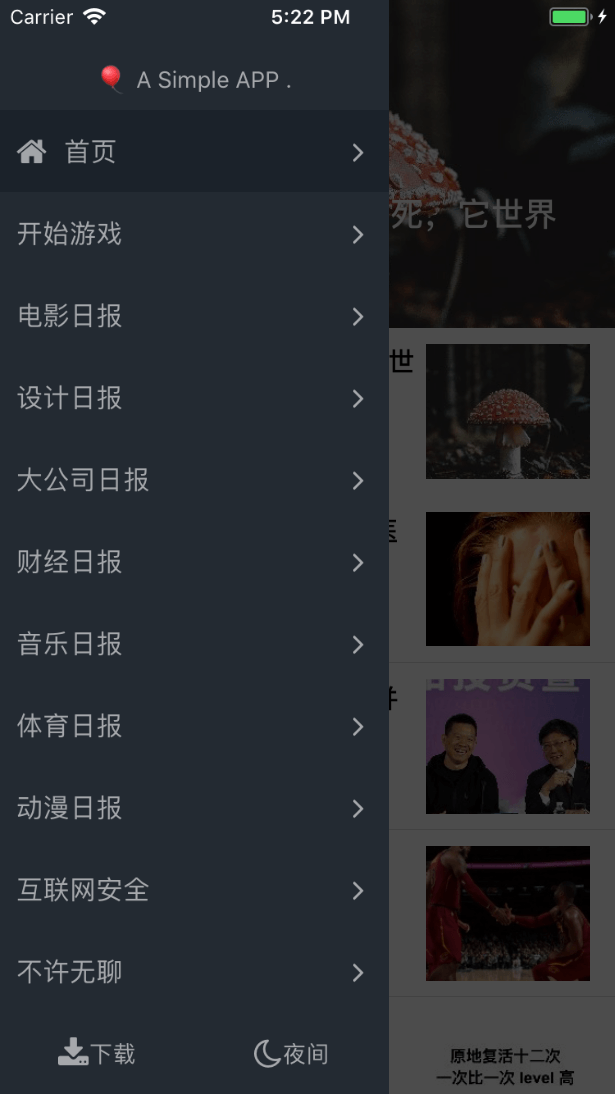 Carrier 5:22 PM
A Simple APP .
首页
死，它世界
开始游戏
电影日报
世
设计日报
大公司日报
财经日报
音乐日报
体育日报
动漫日报
互联网安全
不许无聊
下载 夜间
原地复活十二次
一次比一次 level 高